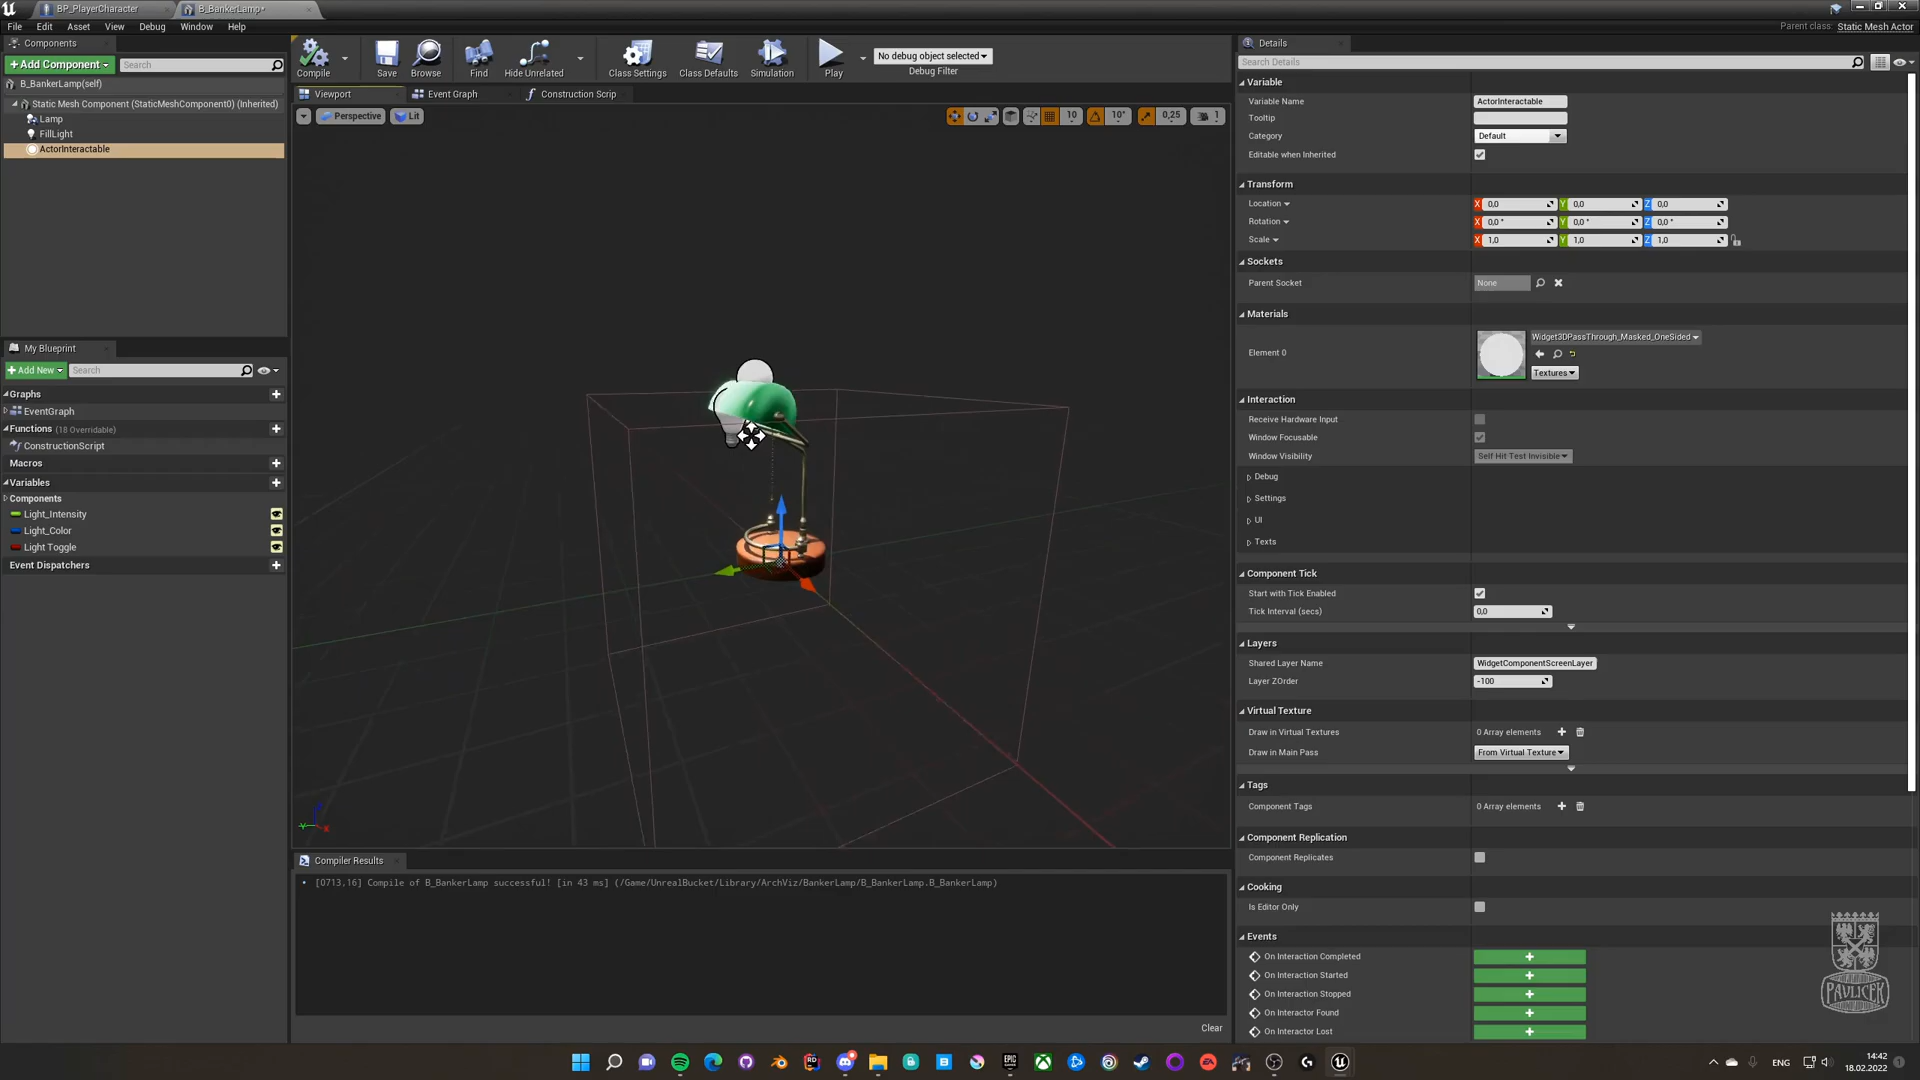 BP_PlayerCharacter
B_BankerLamp*
File Edit Asset View Debug Window Help
Parent class: Static Mesh Actor
Components
+ Add Component
Search
B_BankerLamp(self)
Static Mesh Component (StaticMeshComponent0) (Inherited)
Lamp
FillLight
ActorInteractable
My Blueprint
+ Add New
Search
Graphs
EventGraph
Functions (18 Overridable)
ConstructionScript
Macros
Variables
Components
Light_Intensity
Light_Color
Light Toggle
Event Dispatchers
Compile
Save
Browse
Find
Hide Unrelated
Class Settings
Class Defaults
Simulation
Play
No debug object selected
Debug Filter
Viewport
Event Graph
Construction Scrip
Perspective
Lit
10
10°
0,25
1
Compiler Results
[0713,16] Compile of B_BankerLamp successful! [in 43 ms] (/Game/UnrealBucket/Library/ArchViz/BankerLamp/B_BankerLamp.B_BankerLamp)
Clear
Details
Search Details
Variable
Variable Name ActorInteractable
Tooltip
Category Default
Editable when Inherited
Transform
Location X 0,0 Y 0,0 Z 0,0
Rotation X 0,0 ° Y 0,0 ° Z 0,0 °
Scale X 1,0 Y 1,0 Z 1,0
Sockets
Parent Socket None
Materials
Element 0
Widget3DPassThrough_Masked_OneSided
Textures
Interaction
Receive Hardware Input
Window Focusable
Window Visibility Self Hit Test Invisible
Debug
Settings
UI
Texts
Component Tick
Start with Tick Enabled
Tick Interval (secs) 0,0
Layers
Shared Layer Name WidgetComponentScreenLayer
Layer ZOrder -100
Virtual Texture
Draw in Virtual Textures 0 Array elements
Draw in Main Pass From Virtual Texture
Tags
Component Tags 0 Array elements
Component Replication
Component Replicates
Cooking
Is Editor Only
Events
On Interaction Completed
On Interaction Started
On Interaction Stopped
On Interactor Found
On Interactor Lost
PAVLICEK
ENG
14:42
18.02.2022